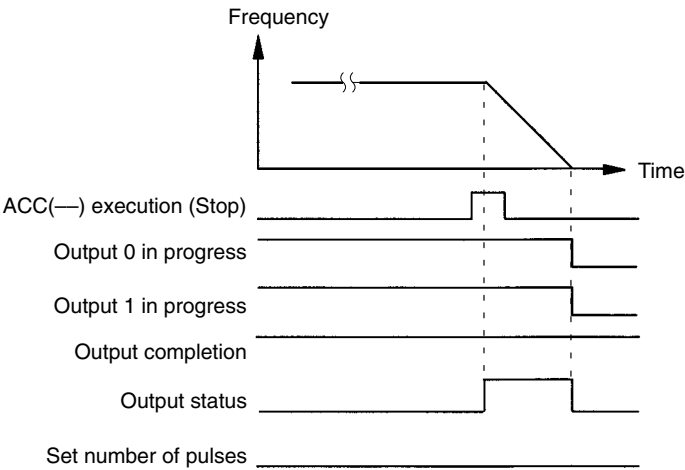 Frequency
Time
ACC(––) execution (Stop)
Output 0 in progress
Output 1 in progress
Output completion
Output status
Set number of pulses